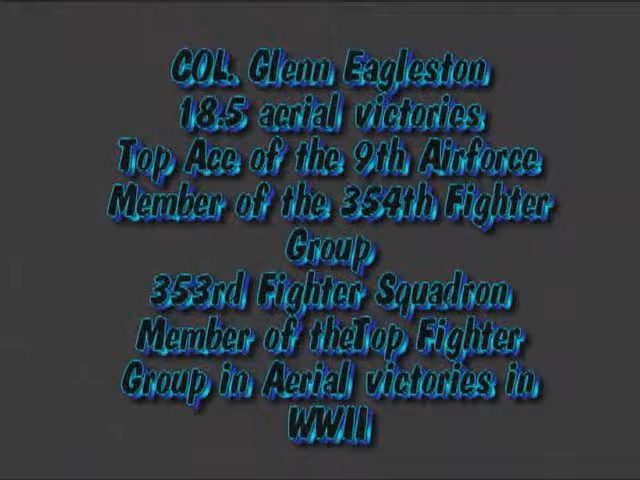 COL. Glenn Eagleston
18.5 aerial victories
Top Ace of the 9th Airforce
Member of the 354th Fighter
Group
353rd Fighter Squadron
Member of theTop Fighter
Group in Aerial victories in
WWII